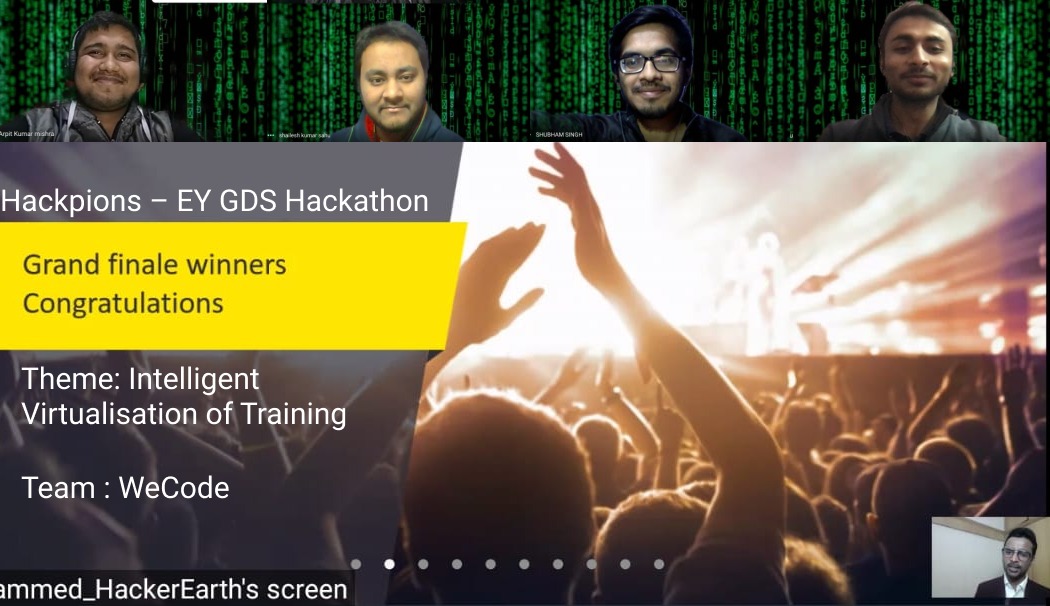 Arpit Kumar mishra
shailesh kumar sahu
SHUBHAM SINGH
Hackpions – EY GDS Hackathon
Grand finale winners
Congratulations
Theme: Intelligent
Virtualisation of Training
Team : WeCode
ammed_HackerEarth's screen